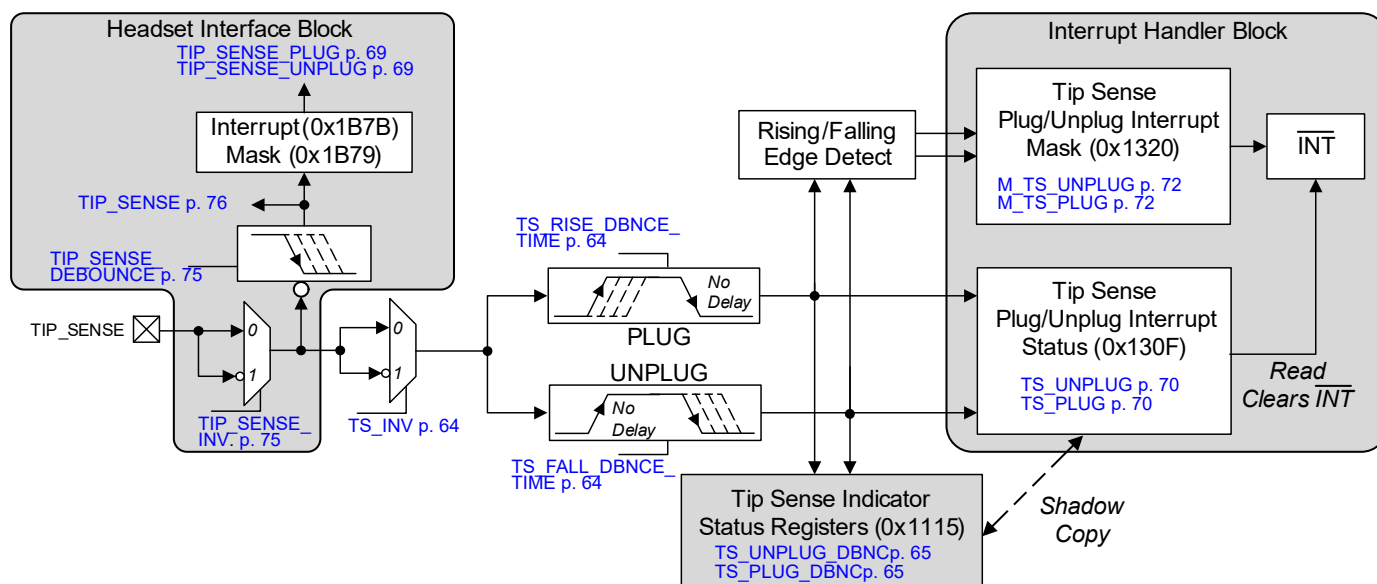 Headset Interface Block
TIP_SENSE_PLUG p. 69
TIP_SENSE_UNPLUG p. 69
Interrupt (0x1B7B)
Mask (0x1B79)
TIP_SENSE p. 76
TIP_SENSE_
DEBOUNCE p. 75
TIP_SENSE
0
1
TIP_SENSE_
INV. p. 75
0
1
TS_INV p. 64
TS_RISE_DBNCE_
TIME p. 64
No
Delay
PLUG
UNPLUG
No
Delay
TS_FALL_DBNCE_
TIME p. 64
Rising/Falling
Edge Detect
Interrupt Handler Block
Tip Sense
Plug/Unplug Interrupt
Mask (0x1320)
M_TS_UNPLUG p. 72
M_TS_PLUG p. 72
INT
Tip Sense
Plug/Unplug Interrupt
Status (0x130F)
TS_UNPLUG p. 70
TS_PLUG p. 70
Read
Clears INT
Tip Sense Indicator
Status Registers (0x1115)
TS_UNPLUG_DBNCp. 65
TS_PLUG_DBNCp. 65
Shadow
Copy